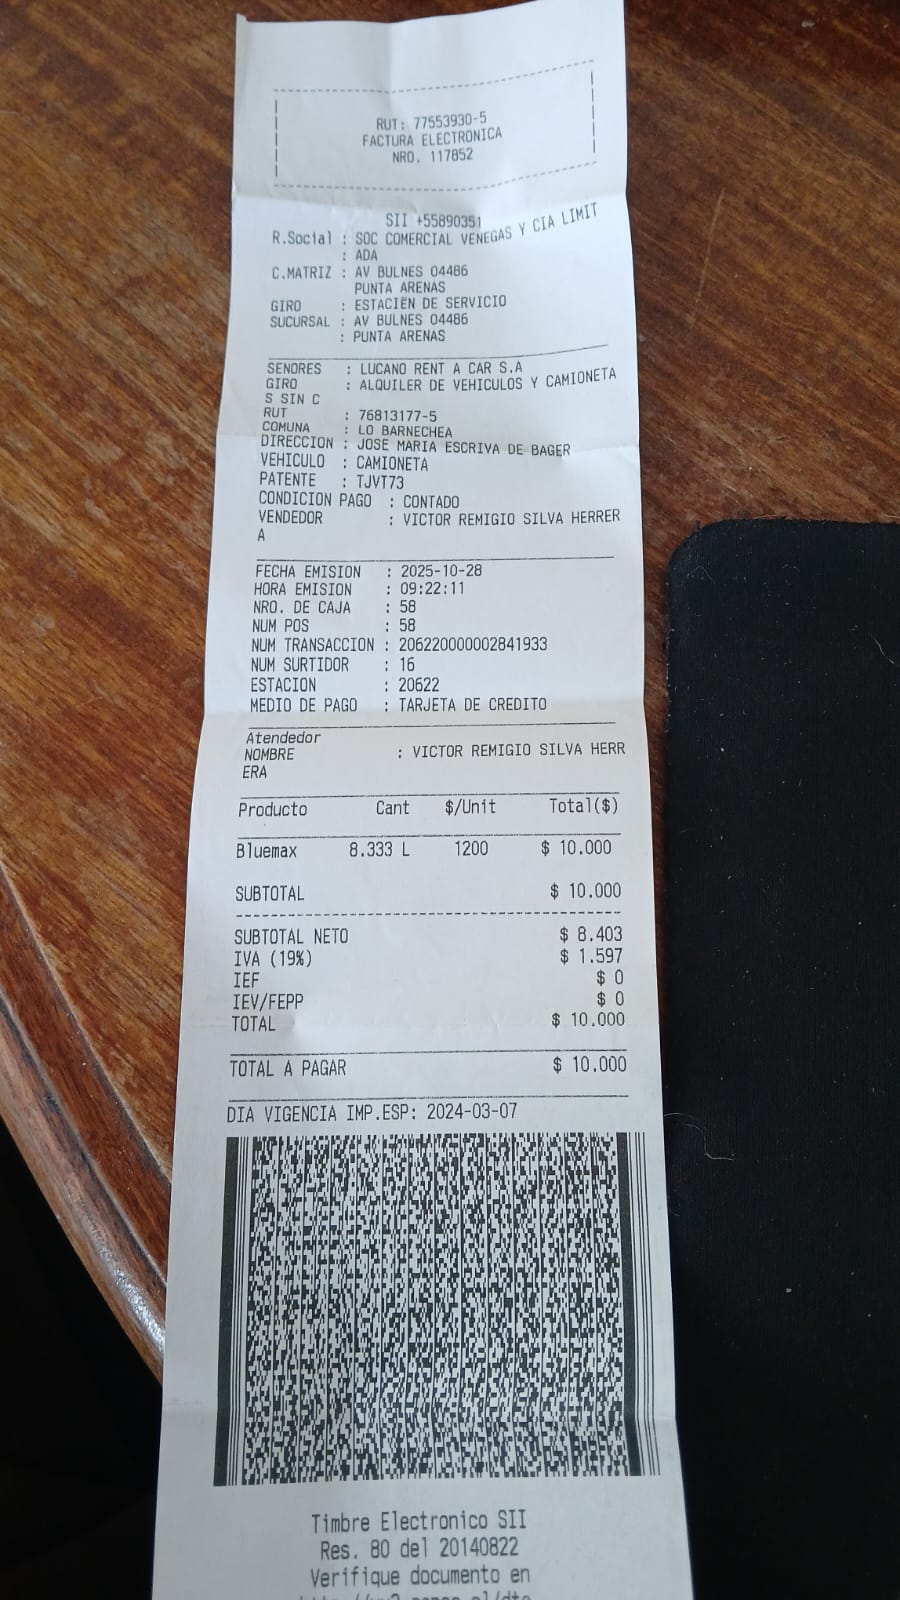 RUT: 77553930-5
FACTURA ELECTRONICA
NRO. 117852
SII +55890351
R.Social : SOC COMERCIAL VENEGAS Y CIA LIMIT
: ADA
C.MATRIZ : AV BULNES 04486
PUNTA ARENAS
GIRO : ESTACIËN DE SERVICIO
SUCURSAL : AV BULNES 04486
: PUNTA ARENAS
SENORES : LUCANO RENT A CAR S.A
GIRO : ALQUILER DE VEHICULOS Y CAMIONETA
S SIN C
RUT : 76813177-5
COMUNA : LO BARNECHEA
DIRECCION : JOSE MARIA ESCRIVA DE BAGER
VEHICULO : CAMIONETA
PATENTE : TJVT73
CONDICION PAGO : CONTADO
VENDEDOR : VICTOR REMIGIO SILVA HERRER
A
FECHA EMISION : 2025-10-28
HORA EMISION : 09:22:11
NRO. DE CAJA : 58
NUM POS : 58
NUM TRANSACCION : 206220000002841933
NUM SURTIDOR : 16
ESTACION : 20622
MEDIO DE PAGO : TARJETA DE CREDITO
Atendedor
NOMBRE : VICTOR REMIGIO SILVA HERR
ERA
Producto Cant $/Unit Total($)
Bluemax 8.333 L 1200 $ 10.000
SUBTOTAL $ 10.000
SUBTOTAL NETO $ 8.403
IVA (19%) $ 1.597
IEF $ 0
IEV/FEPP $ 0
TOTAL $ 10.000
TOTAL A PAGAR $ 10.000
DIA VIGENCIA IMP.ESP: 2024-03-07
Timbre Electronico SII
Res. 80 del 20140822
Verifique documento en